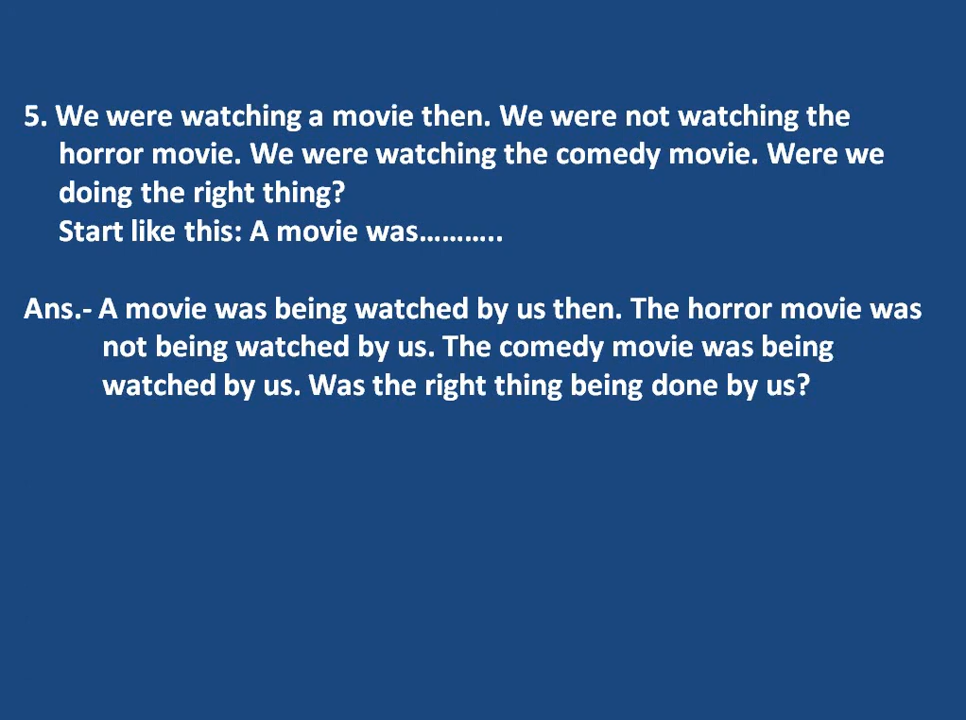 5. We were watching a movie then. We were not watching the
horror movie. We were watching the comedy movie. Were we
doing the right thing?
Start like this: A movie was………..
Ans.- A movie was being watched by us then. The horror movie was
not being watched by us. The comedy movie was being
watched by us. Was the right thing being done by us?